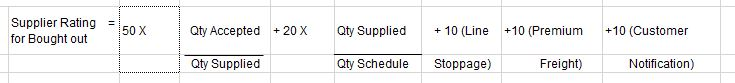 Supplier Rating = 50 X Qty Accepted + 20 X Qty Supplied + 10 (Line +10 (Premium +10 (Customer
for Bought out
Qty Supplied Qty Schedule Stoppage) Freight) Notification)